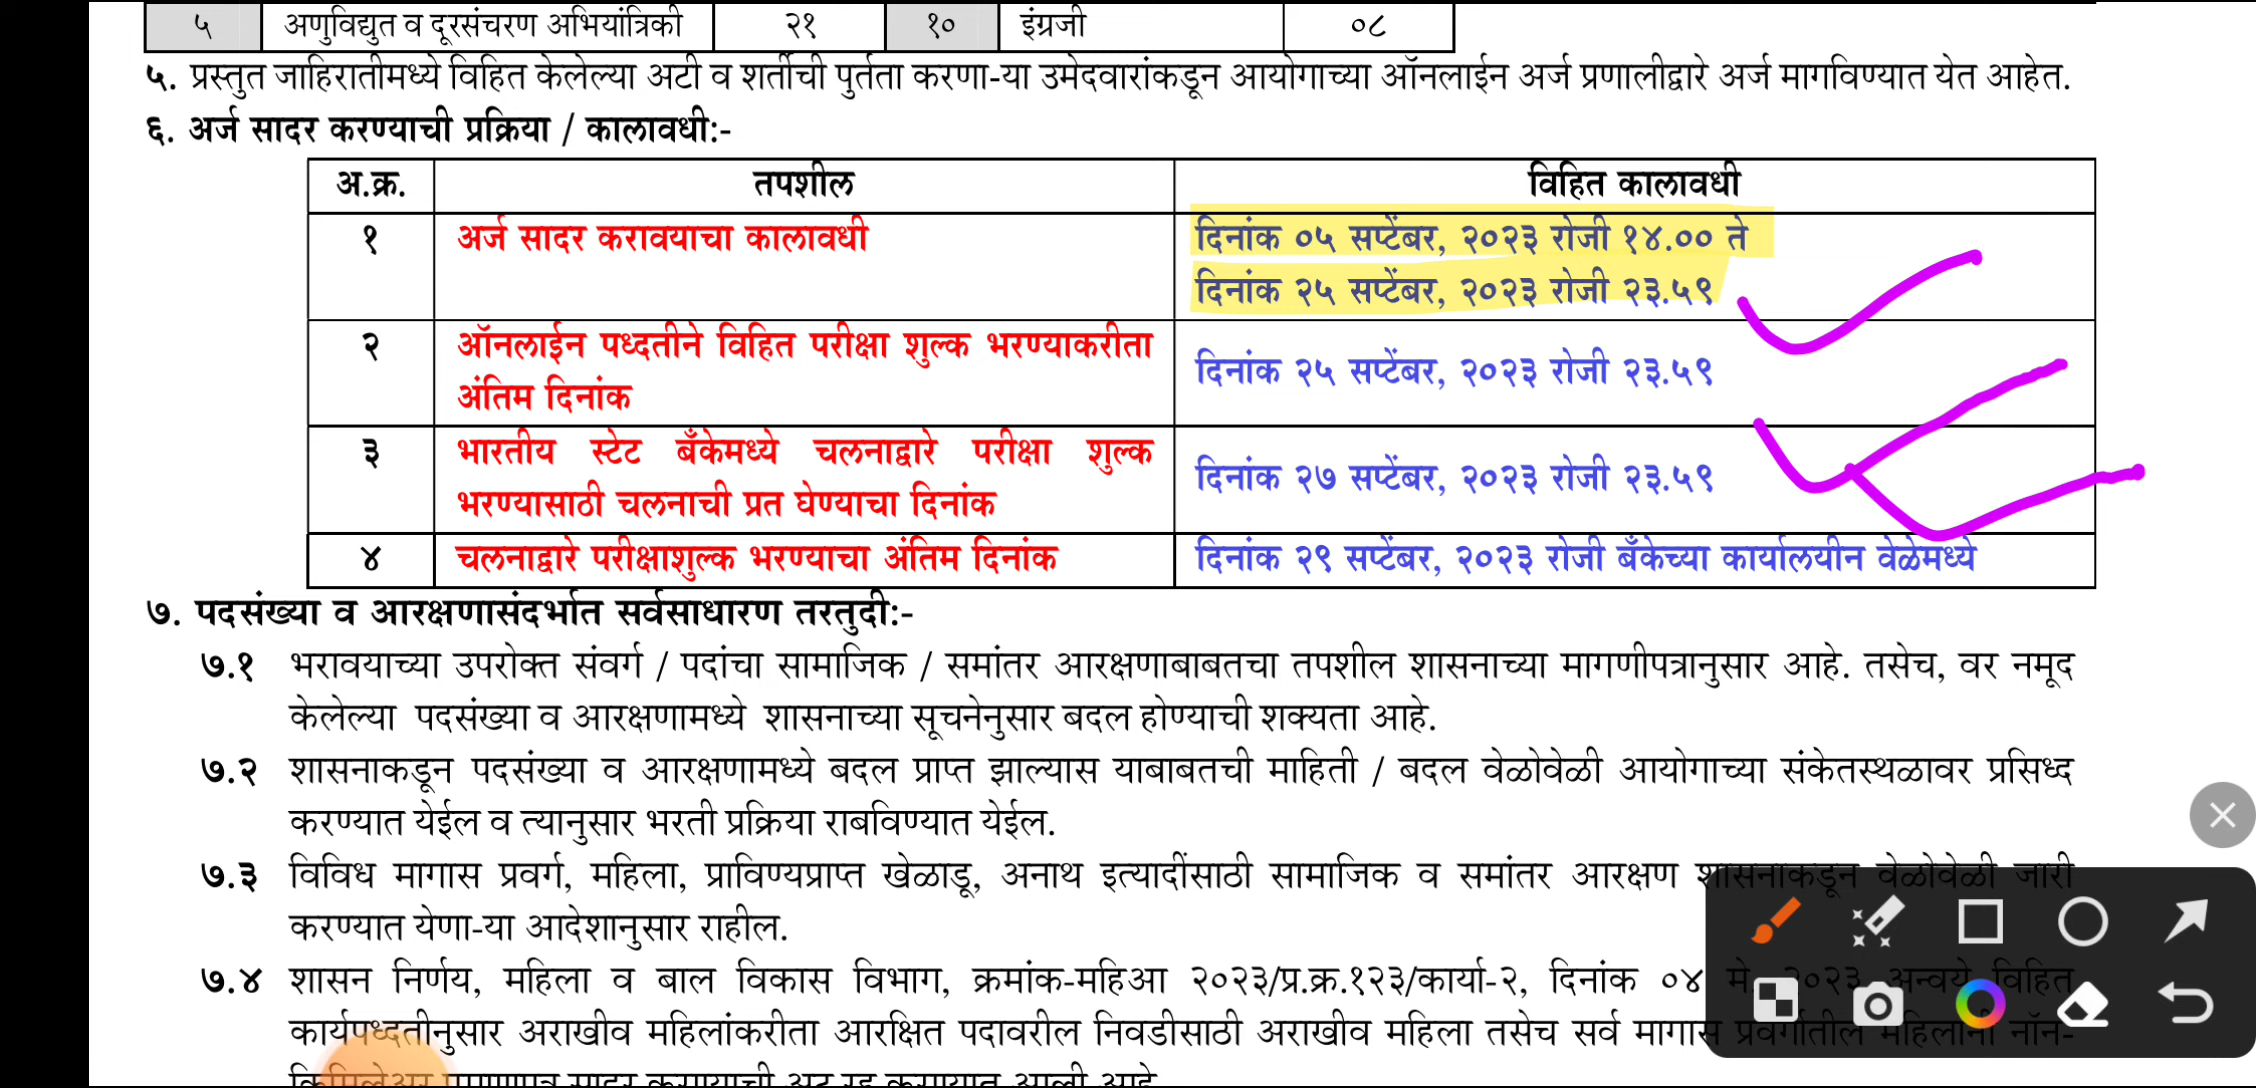 ५ अणुविद्युत व दूरसंचरण अभियांत्रिकी २१ १० इंग्रजी ०८
५. प्रस्तुत जाहिरातीमध्ये विहित केलेल्या अटी व शर्तीची पुर्तता करणा-या उमेदवारांकडून आयोगाच्या ऑनलाईन अर्ज प्रणालीद्वारे अर्ज मागविण्यात येत आहेत.
६. अर्ज सादर करण्याची प्रक्रिया / कालावधी:-
अ.क्र. तपशील विहित कालावधी
१ अर्ज सादर करावयाचा कालावधी दिनांक ०५ सप्टेंबर, २०२३ रोजी १४.०० ते
दिनांक २५ सप्टेंबर, २०२३ रोजी २३.५९
२ ऑनलाईन पध्दतीने विहित परीक्षा शुल्क भरण्याकरीता
अंतिम दिनांक
दिनांक २५ सप्टेंबर, २०२३ रोजी २३.५९
३ भारतीय स्टेट बँकेमध्ये चलनाद्वारे परीक्षा शुल्क
भरण्यासाठी चलनाची प्रत घेण्याचा दिनांक
दिनांक २७ सप्टेंबर, २०२३ रोजी २३.५९
४ चलनाद्वारे परीक्षाशुल्क भरण्याचा अंतिम दिनांक दिनांक २९ सप्टेंबर, २०२३ रोजी बँकेच्या कार्यालयीन वेळेमध्ये
७. पदसंख्या व आरक्षणासंदर्भात सर्वसाधारण तरतुदी:-
७.१ भरावयाच्या उपरोक्त संवर्ग / पदांचा सामाजिक / समांतर आरक्षणाबाबतचा तपशील शासनाच्या मागणीपत्रानुसार आहे. तसेच, वर नमूद
केलेल्या पदसंख्या व आरक्षणामध्ये शासनाच्या सूचनेनुसार बदल होण्याची शक्यता आहे.
७.२ शासनाकडून पदसंख्या व आरक्षणामध्ये बदल प्राप्त झाल्यास याबाबतची माहिती / बदल वेळोवेळी आयोगाच्या संकेतस्थळावर प्रसिध्द
करण्यात येईल व त्यानुसार भरती प्रक्रिया राबविण्यात येईल.
७.३ विविध मागास प्रवर्ग, महिला, प्राविण्यप्राप्त खेळाडू, अनाथ इत्यादींसाठी सामाजिक व समांतर आरक्षण शासनाकडून वेळोवेळी जारी
करण्यात येणा-या आदेशानुसार राहील.
७.४ शासन निर्णय, महिला व बाल विकास विभाग, क्रमांक-महिआ २०२३/प्र.क्र.१२३/कार्या-२, दिनांक ०४ मे, २०२३ अन्वये विहित
कार्यपध्दतीनुसार अराखीव महिलांकरीता आरक्षित पदावरील निवडीसाठी अराखीव महिला तसेच सर्व मागास प्रवर्गातील महिलांनी नॉन-